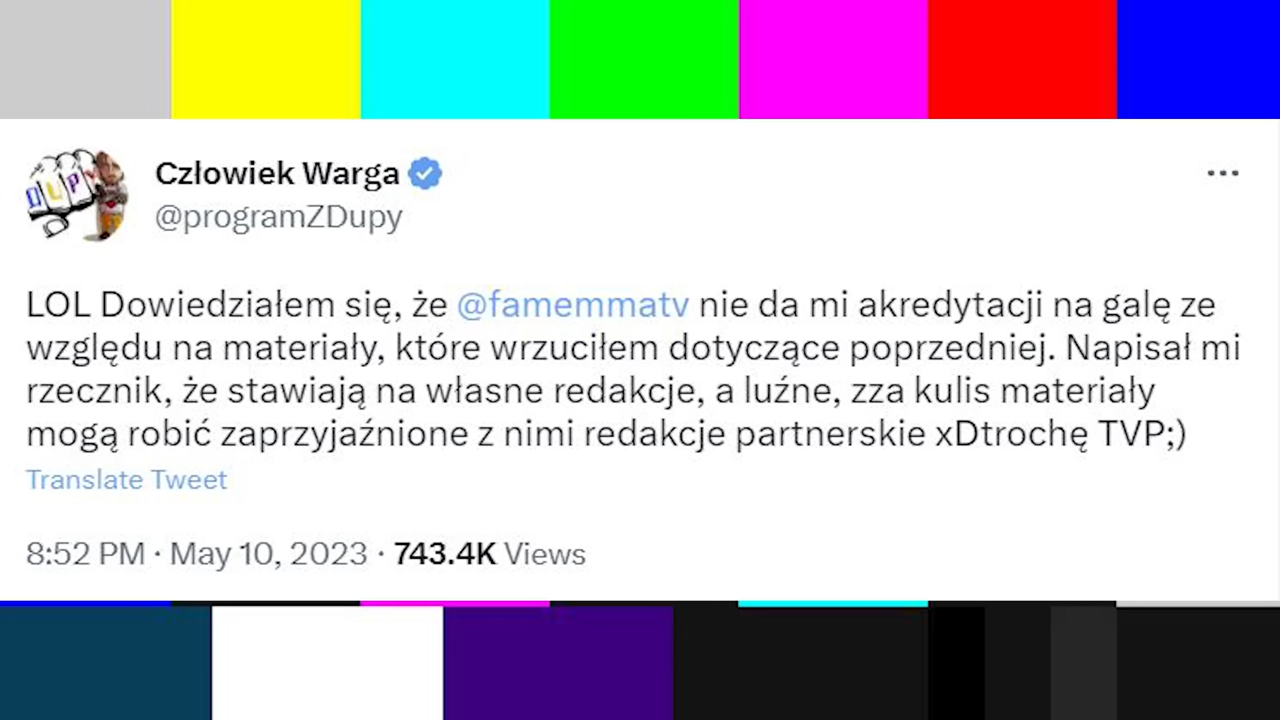 Człowiek Warga
@programZDupy
LOL Dowiedziałem się, że @famemmatv nie da mi akredytacji na galę ze
względu na materiały, które wrzuciłem dotyczące poprzedniej. Napisał mi
rzecznik, że stawiają na własne redakcje, a luźne, zza kulis materiały
mogą robić zaprzyjaźnione z nimi redakcje partnerskie xDtrochę TVP;)
Translate Tweet
8:52 PM · May 10, 2023 · 743.4K Views